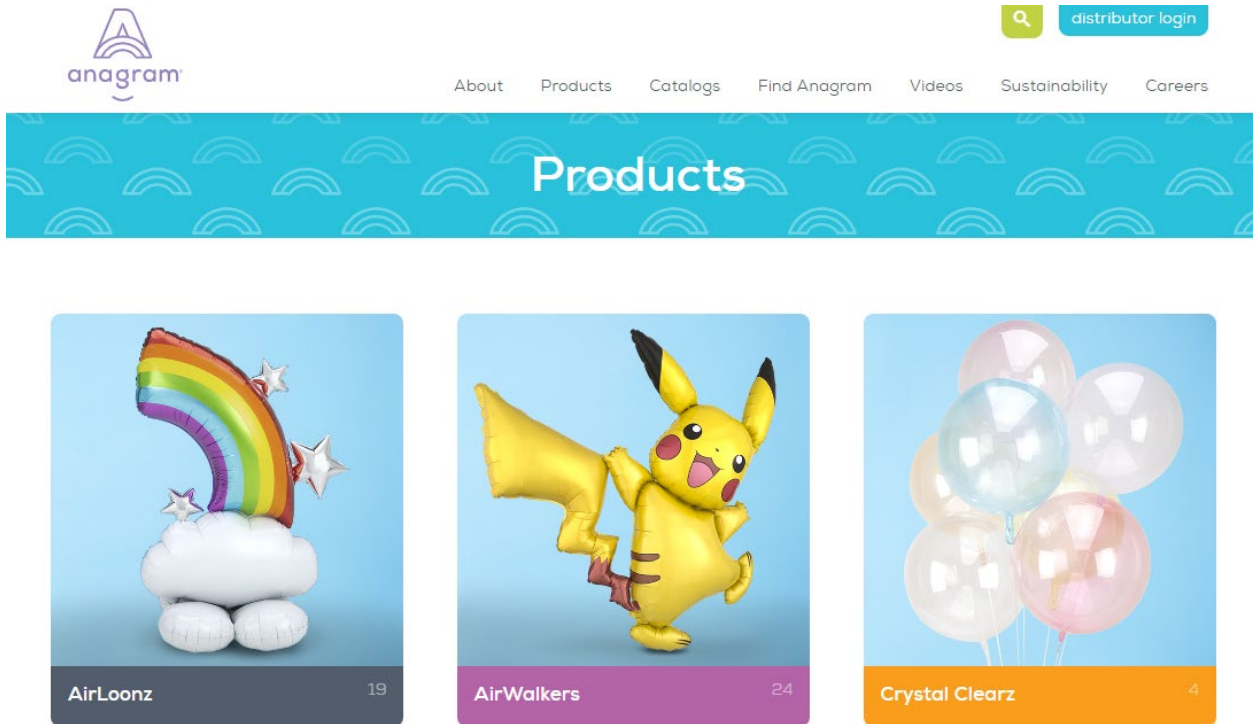 distributor login
anagram
About Products Catalogs Find Anagram Videos Sustainability Careers
Products
AirLoonz 19
AirWalkers 24
Crystal Clearz 4